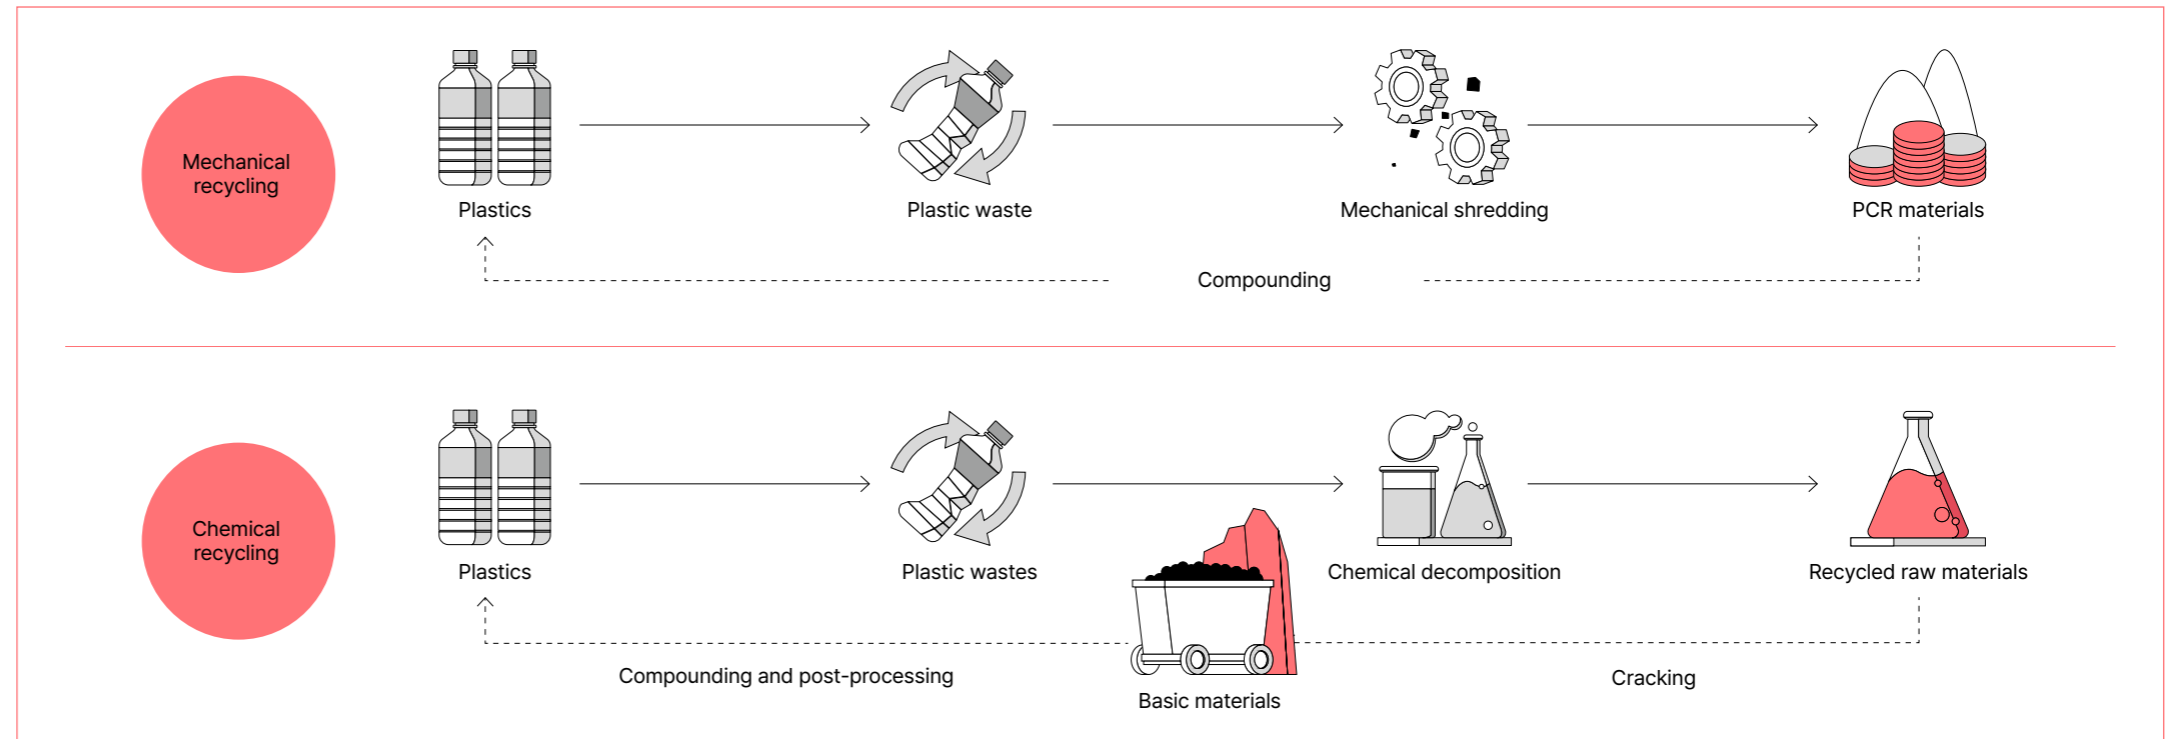 Mechanical
recycling
Plastics
Plastic waste
Mechanical shredding
PCR materials
Compounding
Chemical
recycling
Plastics
Plastic wastes
Chemical decomposition
Recycled raw materials
Compounding and post-processing
Basic materials
Cracking